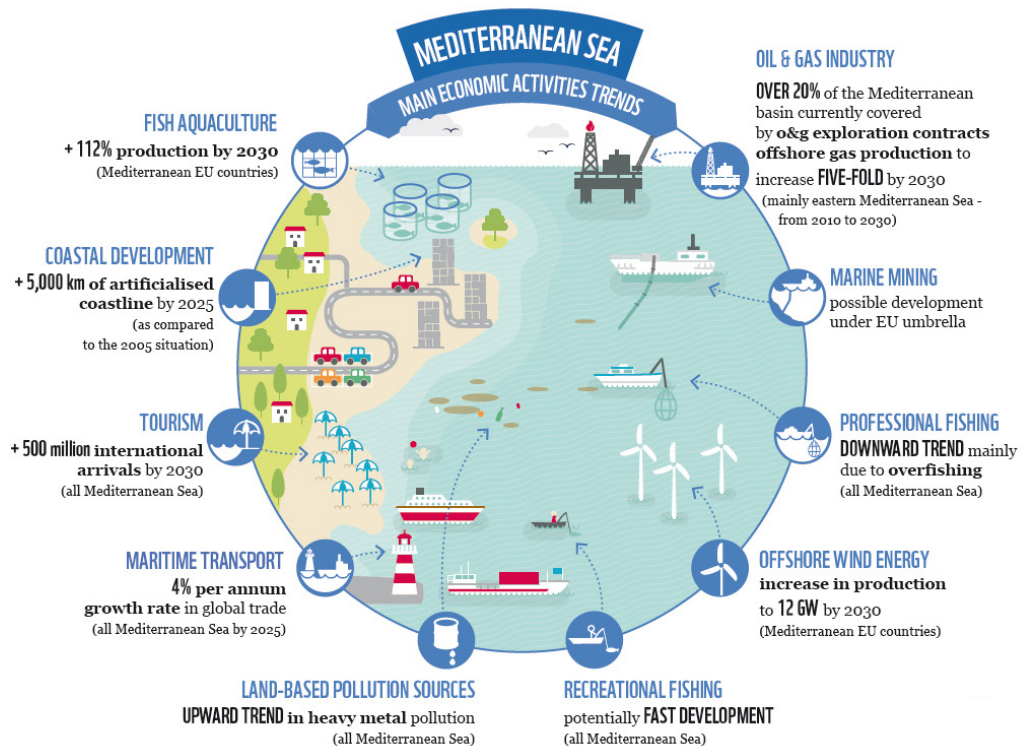 MEDITERRANEAN SEA
MAIN ECONOMIC ACTIVITIES TRENDS
FISH AQUACULTURE
+ 112% production by 2030
(Mediterranean EU countries)
COASTAL DEVELOPMENT
+ 5,000 km of artificialised
coastline by 2025
(as compared
to the 2005 situation)
TOURISM
+ 500 million international
arrivals by 2030
(all Mediterranean Sea)
MARITIME TRANSPORT
4% per annum
growth rate in global trade
(all Mediterranean Sea by 2025)
LAND-BASED POLLUTION SOURCES
UPWARD TREND in heavy metal pollution
(all Mediterranean Sea)
RECREATIONAL FISHING
potentially FAST DEVELOPMENT
(all Mediterranean Sea)
OIL & GAS INDUSTRY
OVER 20% of the Mediterranean
basin currently covered
by o&g exploration contracts
offshore gas production to
increase FIVE-FOLD by 2030
(mainly eastern Mediterranean Sea -
from 2010 to 2030)
MARINE MINING
possible development
under EU umbrella
PROFESSIONAL FISHING
DOWNWARD TREND mainly
due to overfishing
(all Mediterranean Sea)
OFFSHORE WIND ENERGY
increase in production
to 12 GW by 2030
(Mediterranean EU countries)